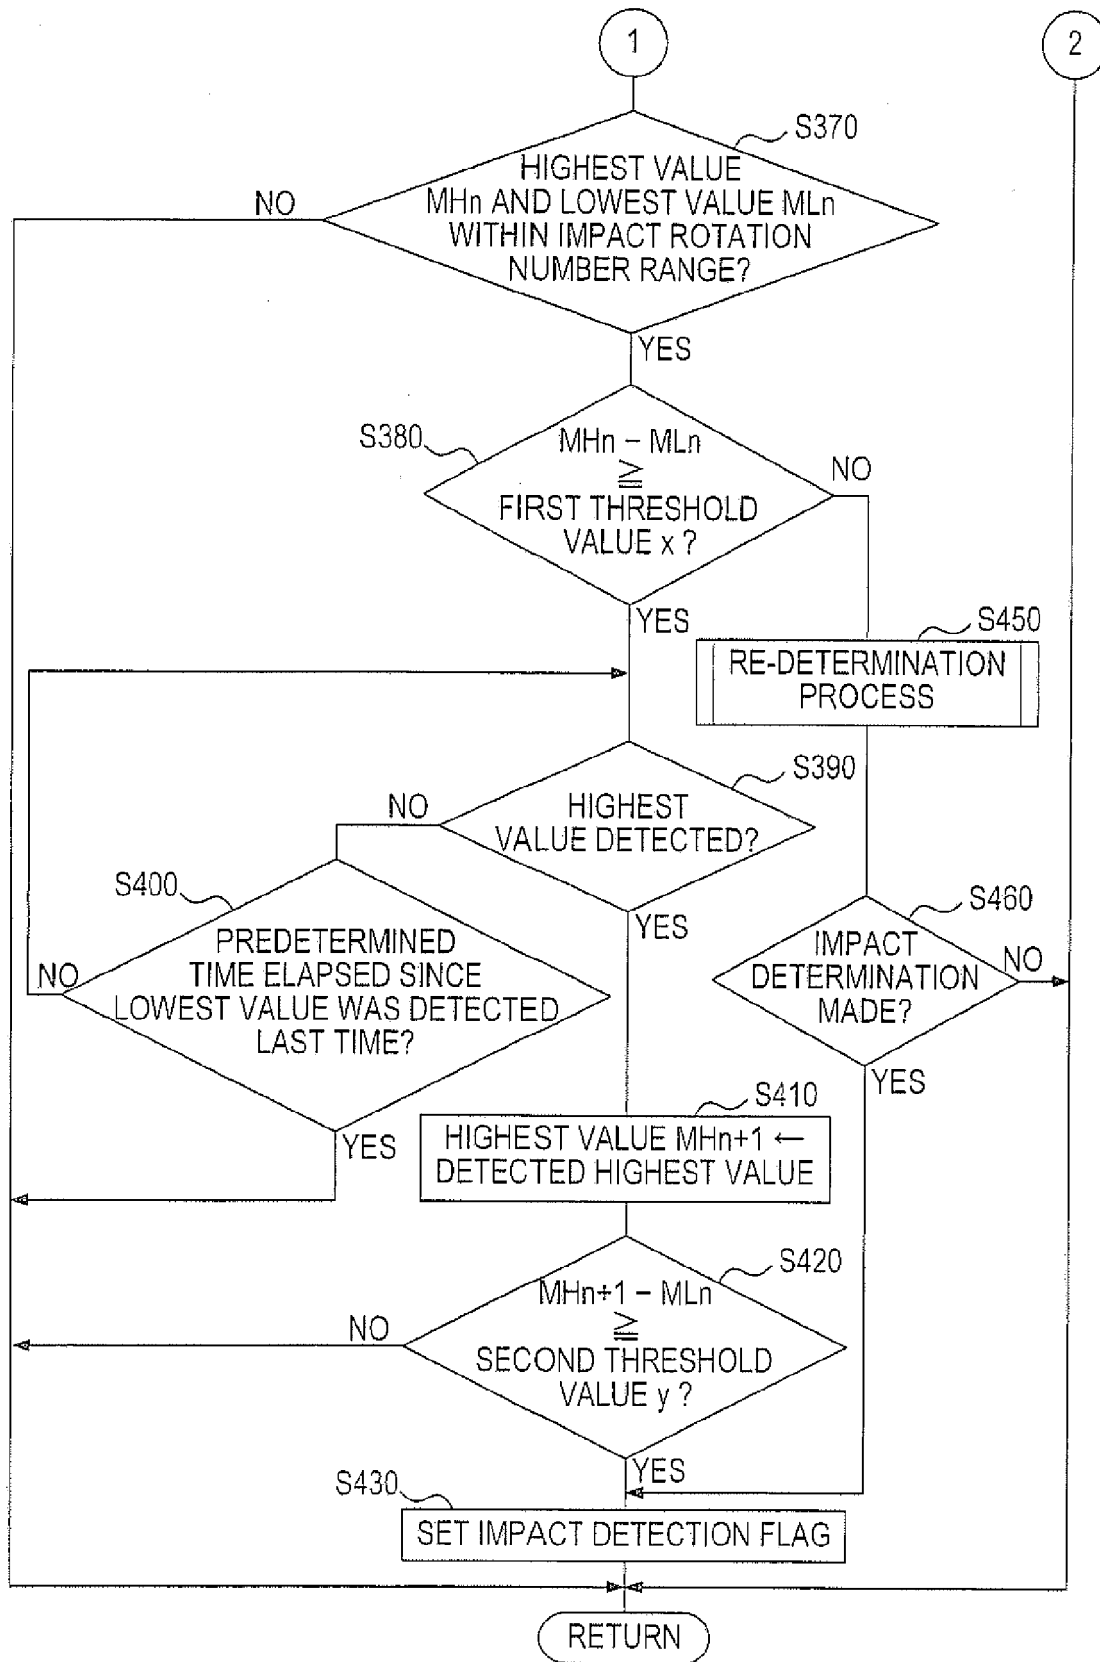 1
2
S370
HIGHEST VALUE
MHn AND LOWEST VALUE MLn
WITHIN IMPACT ROTATION
NUMBER RANGE?
NO
YES
S380
MHn – MLn
≧
FIRST THRESHOLD
VALUE x ?
NO
YES
S450
RE-DETERMINATION
PROCESS
S390
HIGHEST
VALUE DETECTED?
NO
YES
S400
PREDETERMINED
TIME ELAPSED SINCE
LOWEST VALUE WAS DETECTED
LAST TIME?
NO
YES
S460
IMPACT
DETERMINATION
MADE?
NO
YES
S410
HIGHEST VALUE MHn+1 ←
DETECTED HIGHEST VALUE
S420
MHn+1 – MLn
≧
SECOND THRESHOLD
VALUE y ?
NO
YES
S430
SET IMPACT DETECTION FLAG
RETURN